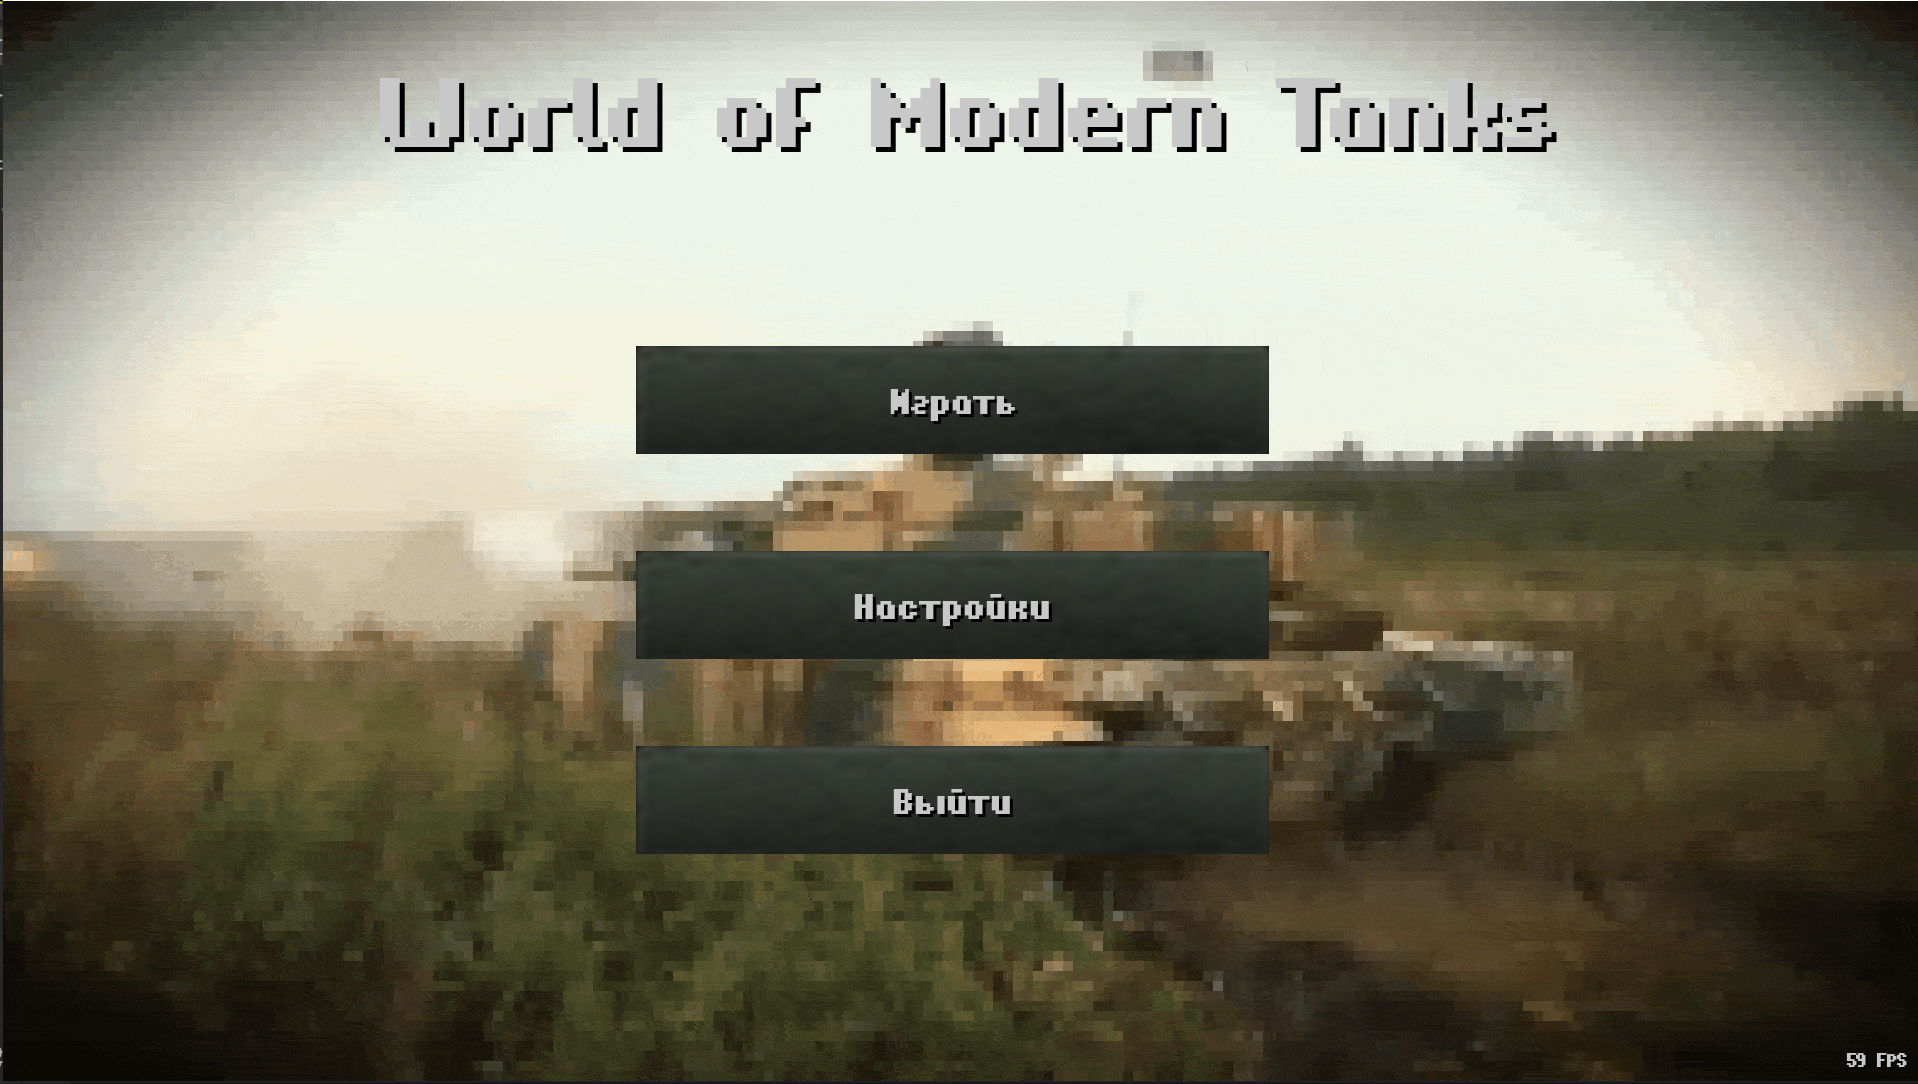 World of Modern Tanks
Играть
Настройки
Выйти
59 FPS